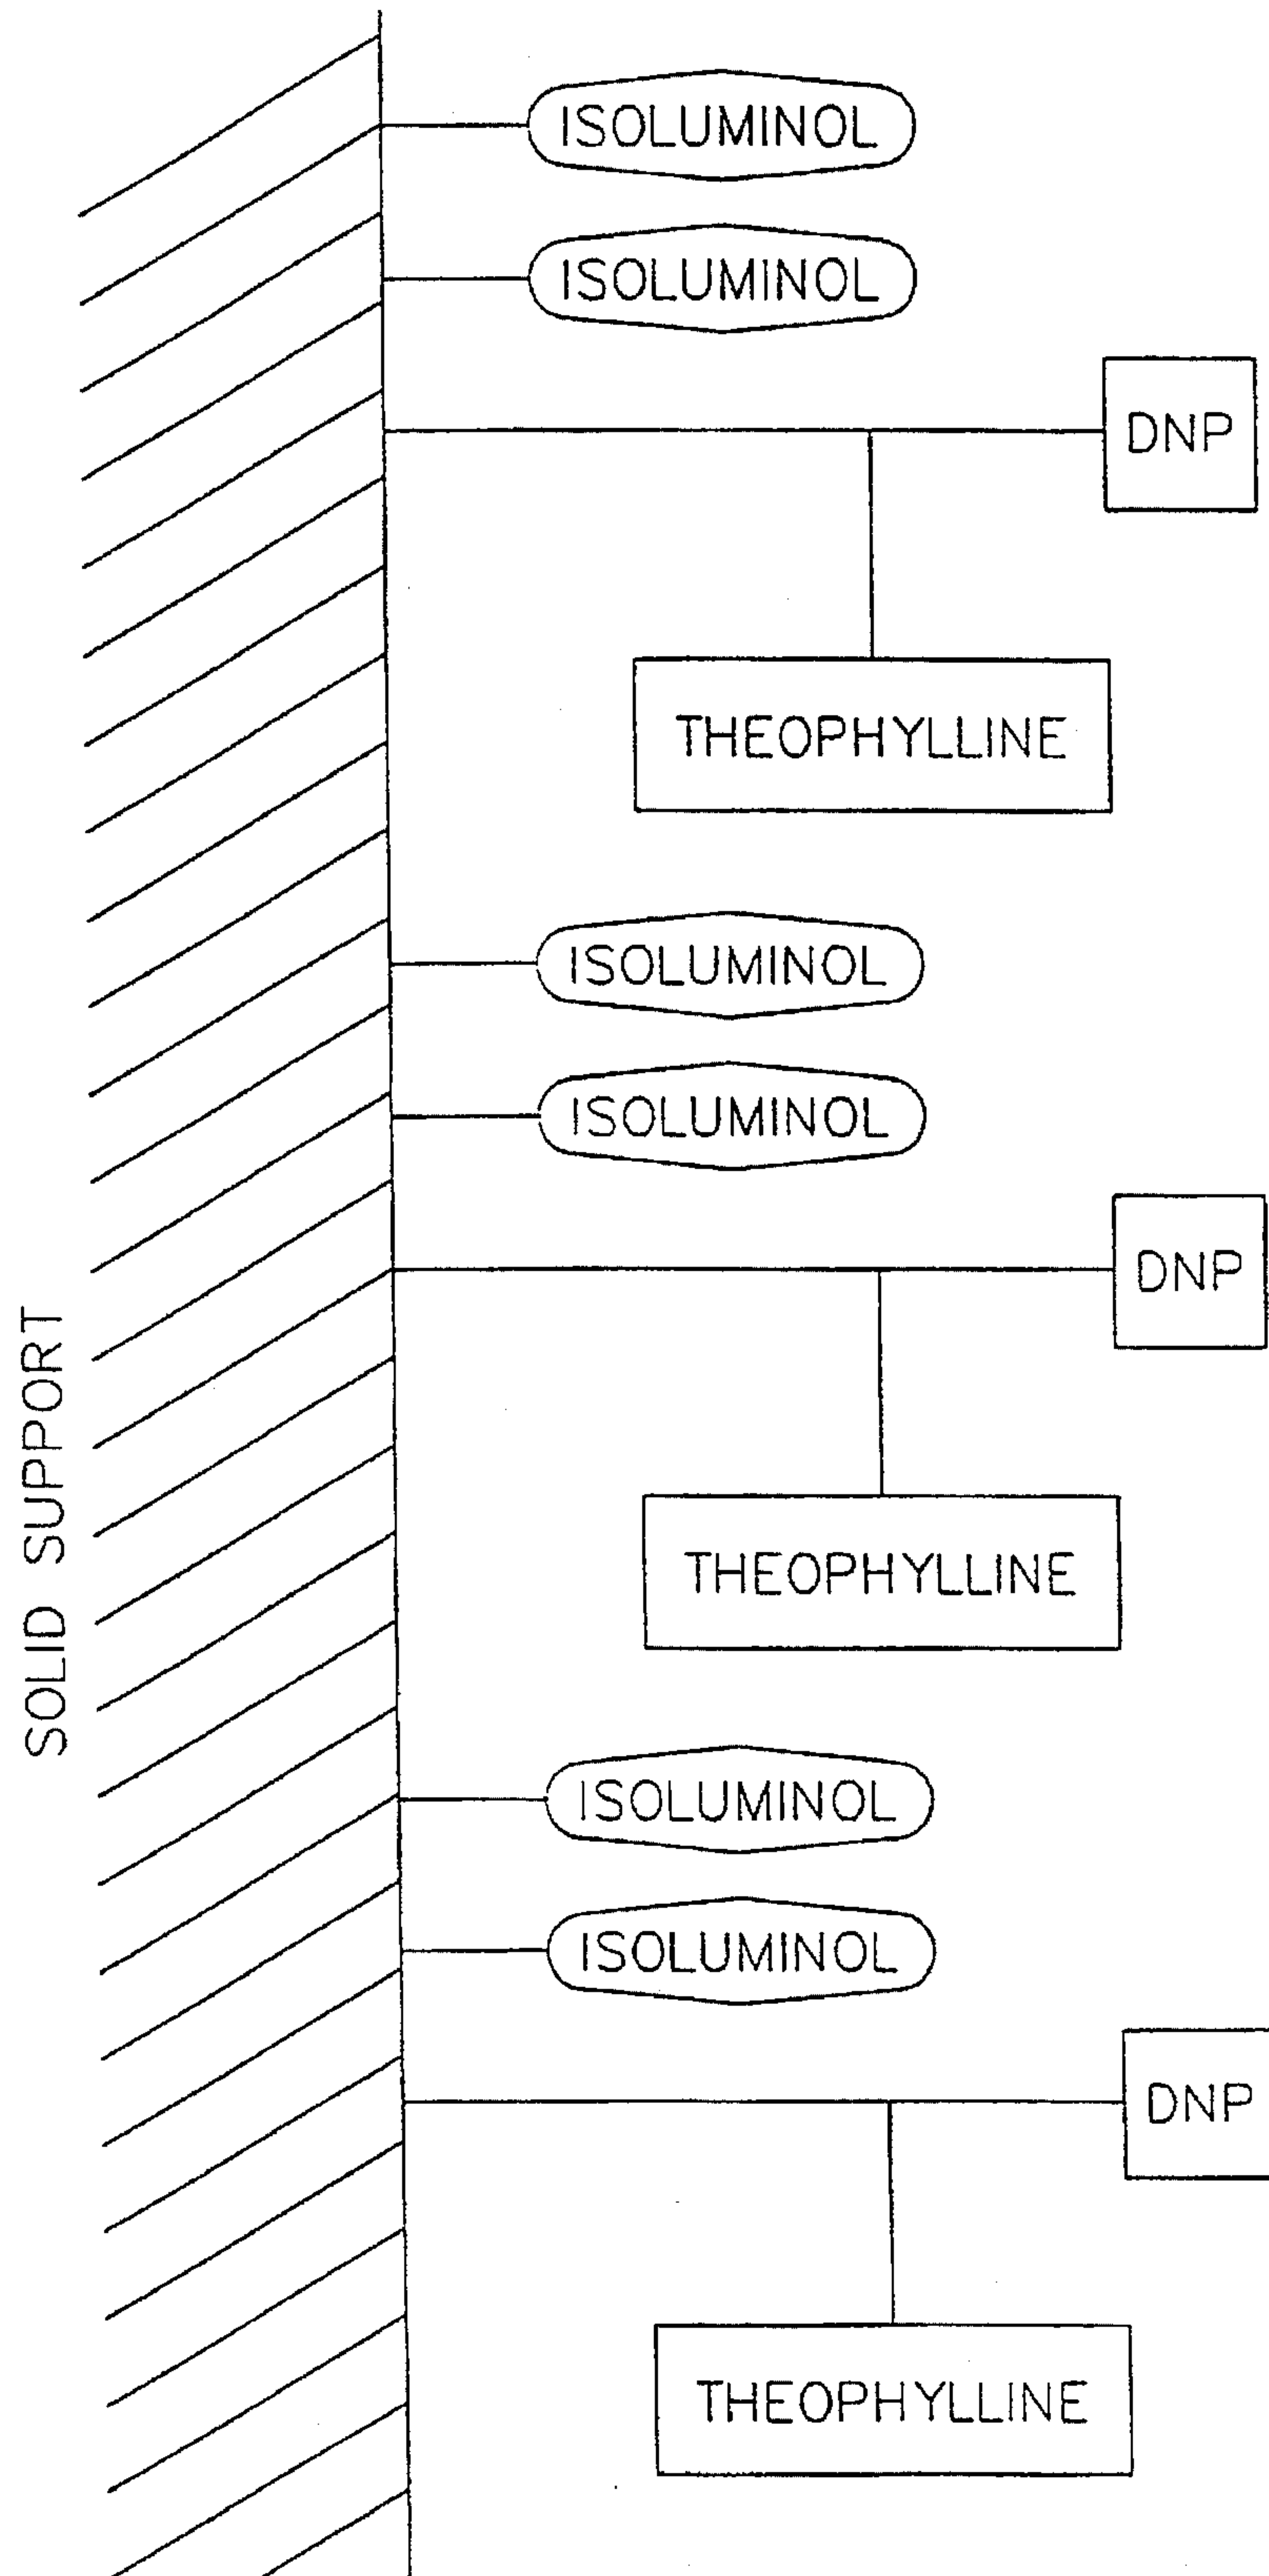 ISOLUMINOL
ISOLUMINOL
DNP
THEOPHYLLINE
ISOLUMINOL
ISOLUMINOL
DNP
SOLID SUPPORT
THEOPHYLLINE
ISOLUMINOL
ISOLUMINOL
DNP
THEOPHYLLINE